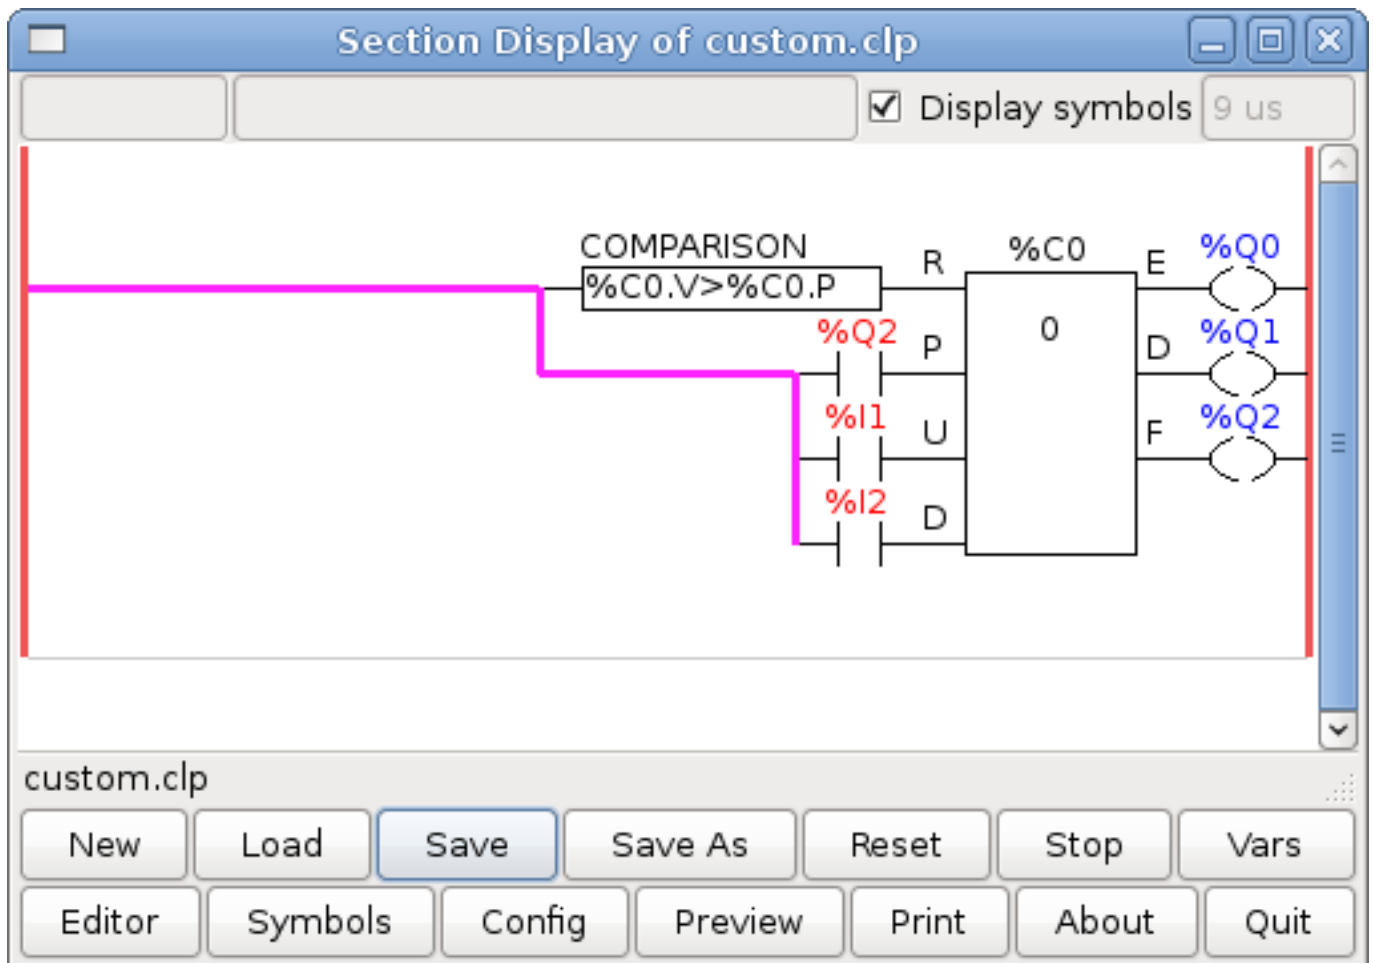 Section Display of custom.clp
Display symbols 9 us
COMPARISON R %C0 E %Q0
%C0.V>%C0.P
%Q2 P 0 D %Q1
%I1 U F %Q2
%I2 D
custom.clp
New Load Save Save As Reset Stop Vars
Editor Symbols Config Preview Print About Quit